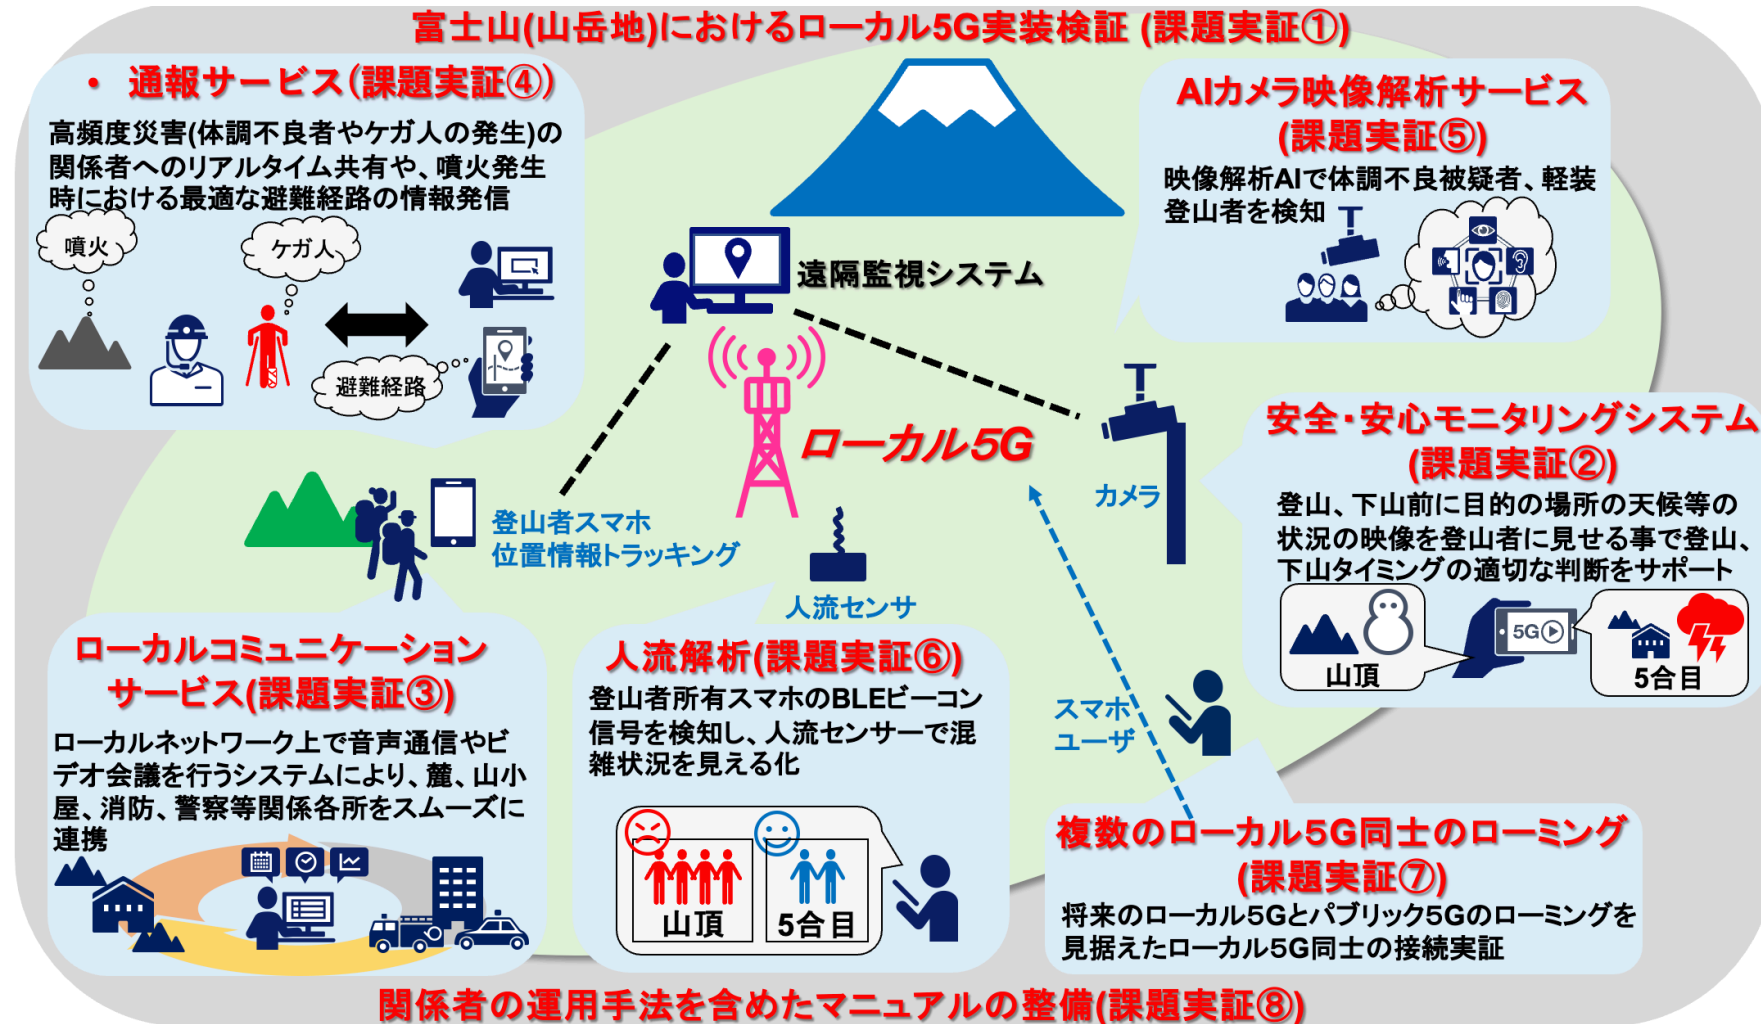 富士山(山岳地)におけるローカル5G実装検証 (課題実証①)
・ 通報サービス(課題実証④)
高頻度災害(体調不良者やケガ人の発生)の
関係者へのリアルタイム共有や、噴火発生
時における最適な避難経路の情報発信
噴火
ケガ人
避難経路
AIカメラ映像解析サービス
(課題実証⑤)
映像解析AIで体調不良被疑者、軽装
登山者を検知
遠隔監視システム
ローカル5G
カメラ
登山者スマホ
位置情報トラッキング
人流センサ
安全・安心モニタリングシステム
(課題実証②)
登山、下山前に目的の場所の天候等の
状況の映像を登山者に見せる事で登山、
下山タイミングの適切な判断をサポート
山頂
5G
5合目
ローカルコミュニケーション
サービス(課題実証③)
ローカルネットワーク上で音声通信やビ
デオ会議を行うシステムにより、麓、山小
屋、消防、警察等関係各所をスムーズに
連携
人流解析(課題実証⑥)
登山者所有スマホのBLEビーコン
信号を検知し、人流センサーで混
雑状況を見える化
山頂
5合目
スマホ
ユーザ
複数のローカル5G同士のローミング
(課題実証⑦)
将来のローカル5Gとパブリック5Gのローミングを
見据えたローカル5G同士の接続実証
関係者の運用手法を含めたマニュアルの整備(課題実証⑧)